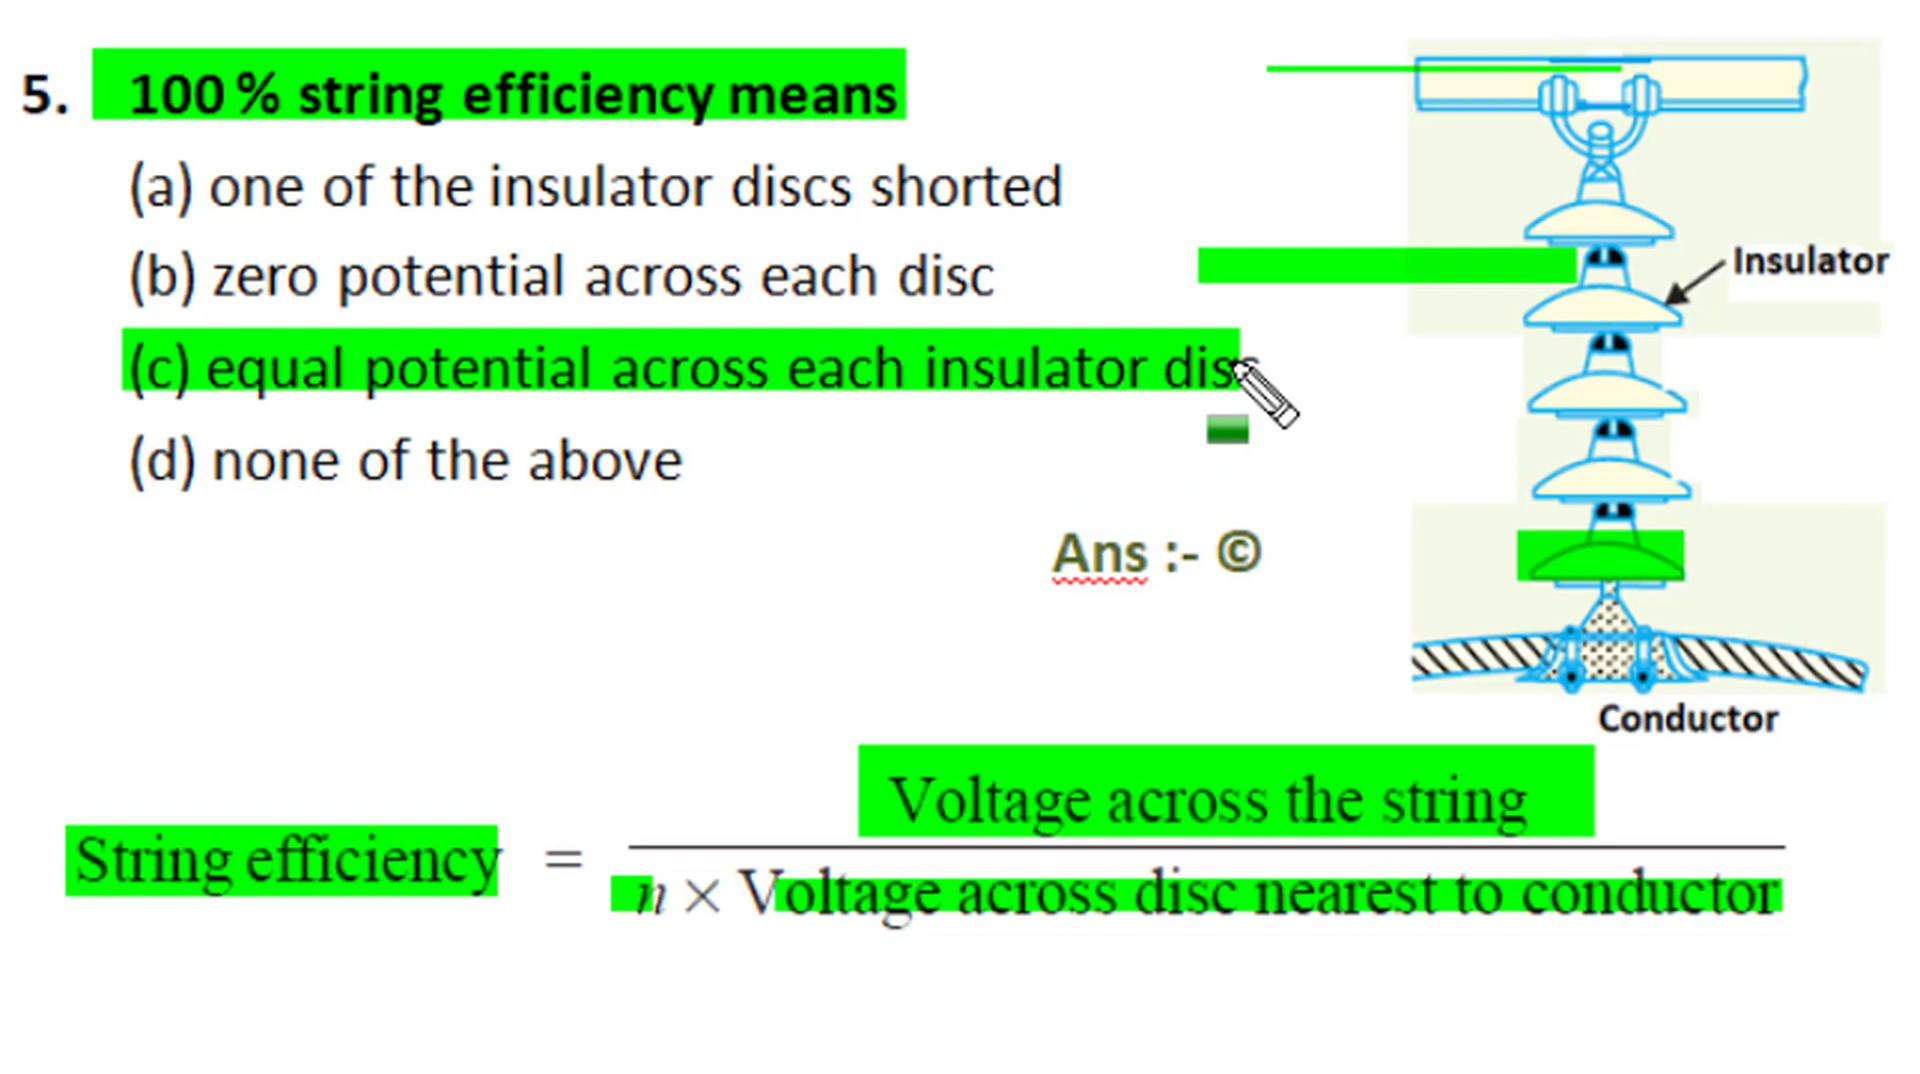 5. 100 % string efficiency means
(a) one of the insulator discs shorted
(b) zero potential across each disc
(c) equal potential across each insulator disc
(d) none of the above
Insulator
Ans :- ©
Conductor
String efficiency = Voltage across the string
n × Voltage across disc nearest to conductor